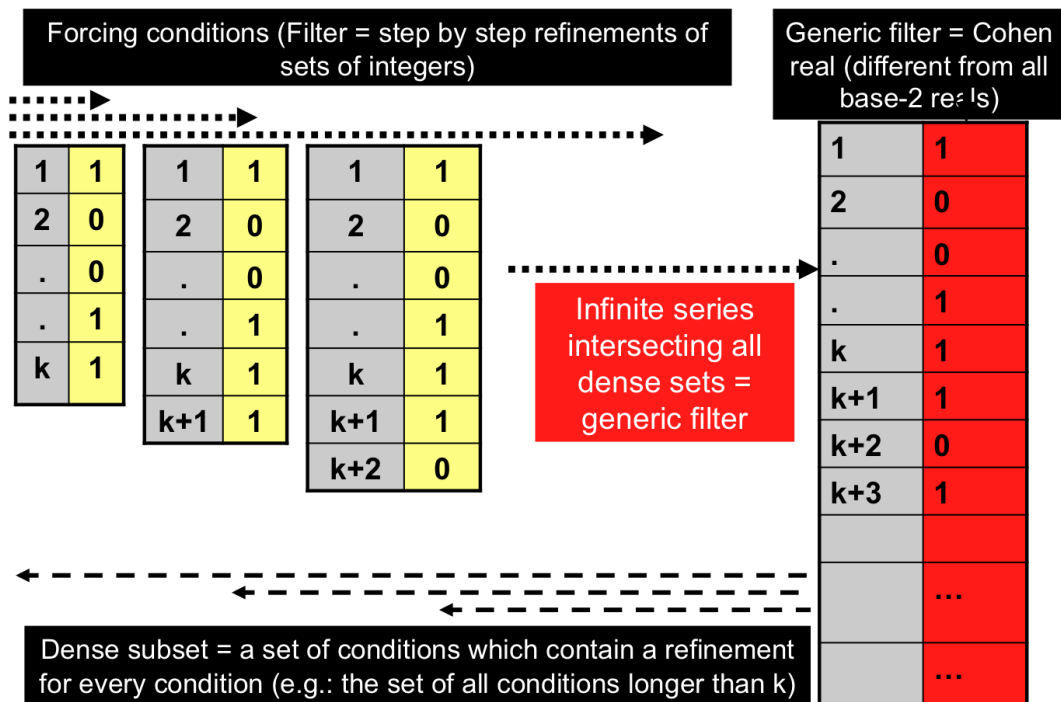 Forcing conditions (Filter = step by step refinements of
sets of integers)
Generic filter = Cohen
real (different from all
base-2 reals)
1 1
2 0
. 0
. 1
k 1
1 1
2 0
. 0
. 1
k 1
k+1 1
1 1
2 0
. 0
. 1
k 1
k+1 1
k+2 0
Infinite series
intersecting all
dense sets =
generic filter
1 1
2 0
. 0
. 1
k 1
k+1 1
k+2 0
k+3 1
...
...
Dense subset = a set of conditions which contain a refinement
for every condition (e.g.: the set of all conditions longer than k)